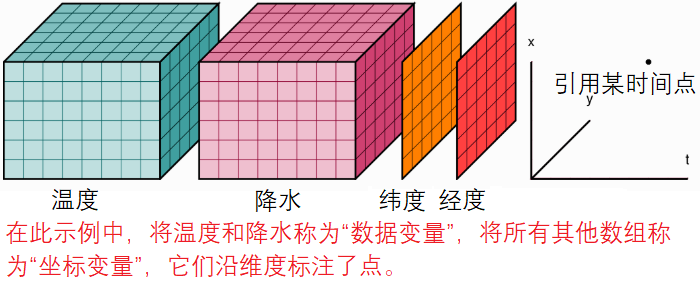 x
引用某时间点
y
t
温度
降水
纬度
经度
在此示例中，将温度和降水称为“数据变量”，将所有其他数组称
为“坐标变量”，它们沿维度标注了点。